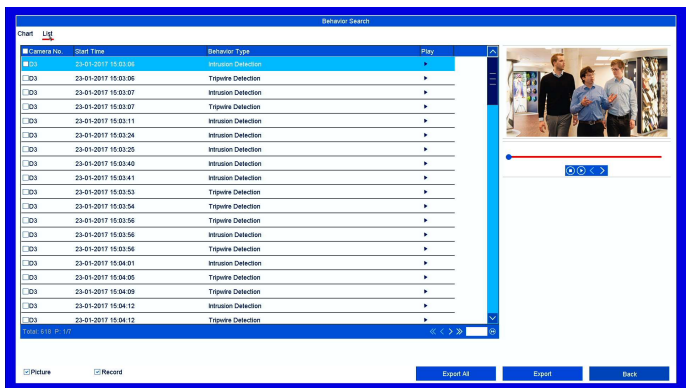 Behavior Search
Chart List
Camera No. Start Time Behavior Type Play
D3 23-01-2017 15:03:06 Intrusion Detection
D3 23-01-2017 15:03:06 Tripwire Detection
D3 23-01-2017 15:03:07 Intrusion Detection
D3 23-01-2017 15:03:07 Tripwire Detection
D3 23-01-2017 15:03:11 Intrusion Detection
D3 23-01-2017 15:03:24 Intrusion Detection
D3 23-01-2017 15:03:25 Intrusion Detection
D3 23-01-2017 15:03:40 Intrusion Detection
D3 23-01-2017 15:03:41 Intrusion Detection
D3 23-01-2017 15:03:53 Tripwire Detection
D3 23-01-2017 15:03:54 Tripwire Detection
D3 23-01-2017 15:03:56 Tripwire Detection
D3 23-01-2017 15:03:56 Intrusion Detection
D3 23-01-2017 15:03:56 Tripwire Detection
D3 23-01-2017 15:04:01 Intrusion Detection
D3 23-01-2017 15:04:05 Tripwire Detection
D3 23-01-2017 15:04:09 Tripwire Detection
D3 23-01-2017 15:04:12 Intrusion Detection
D3 23-01-2017 15:04:12 Tripwire Detection
Total: 618 P: 1/7
Picture Record Export All Export Back